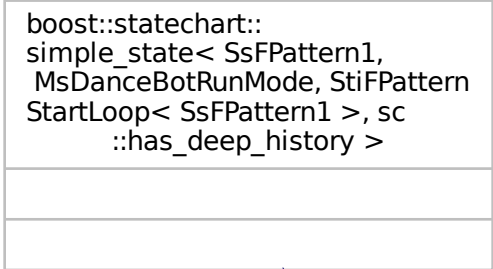 boost::statechart::
simple_state< SsFPattern1,
MsDanceBotRunMode, StiFPattern
StartLoop< SsFPattern1 >, sc
::has_deep_history >